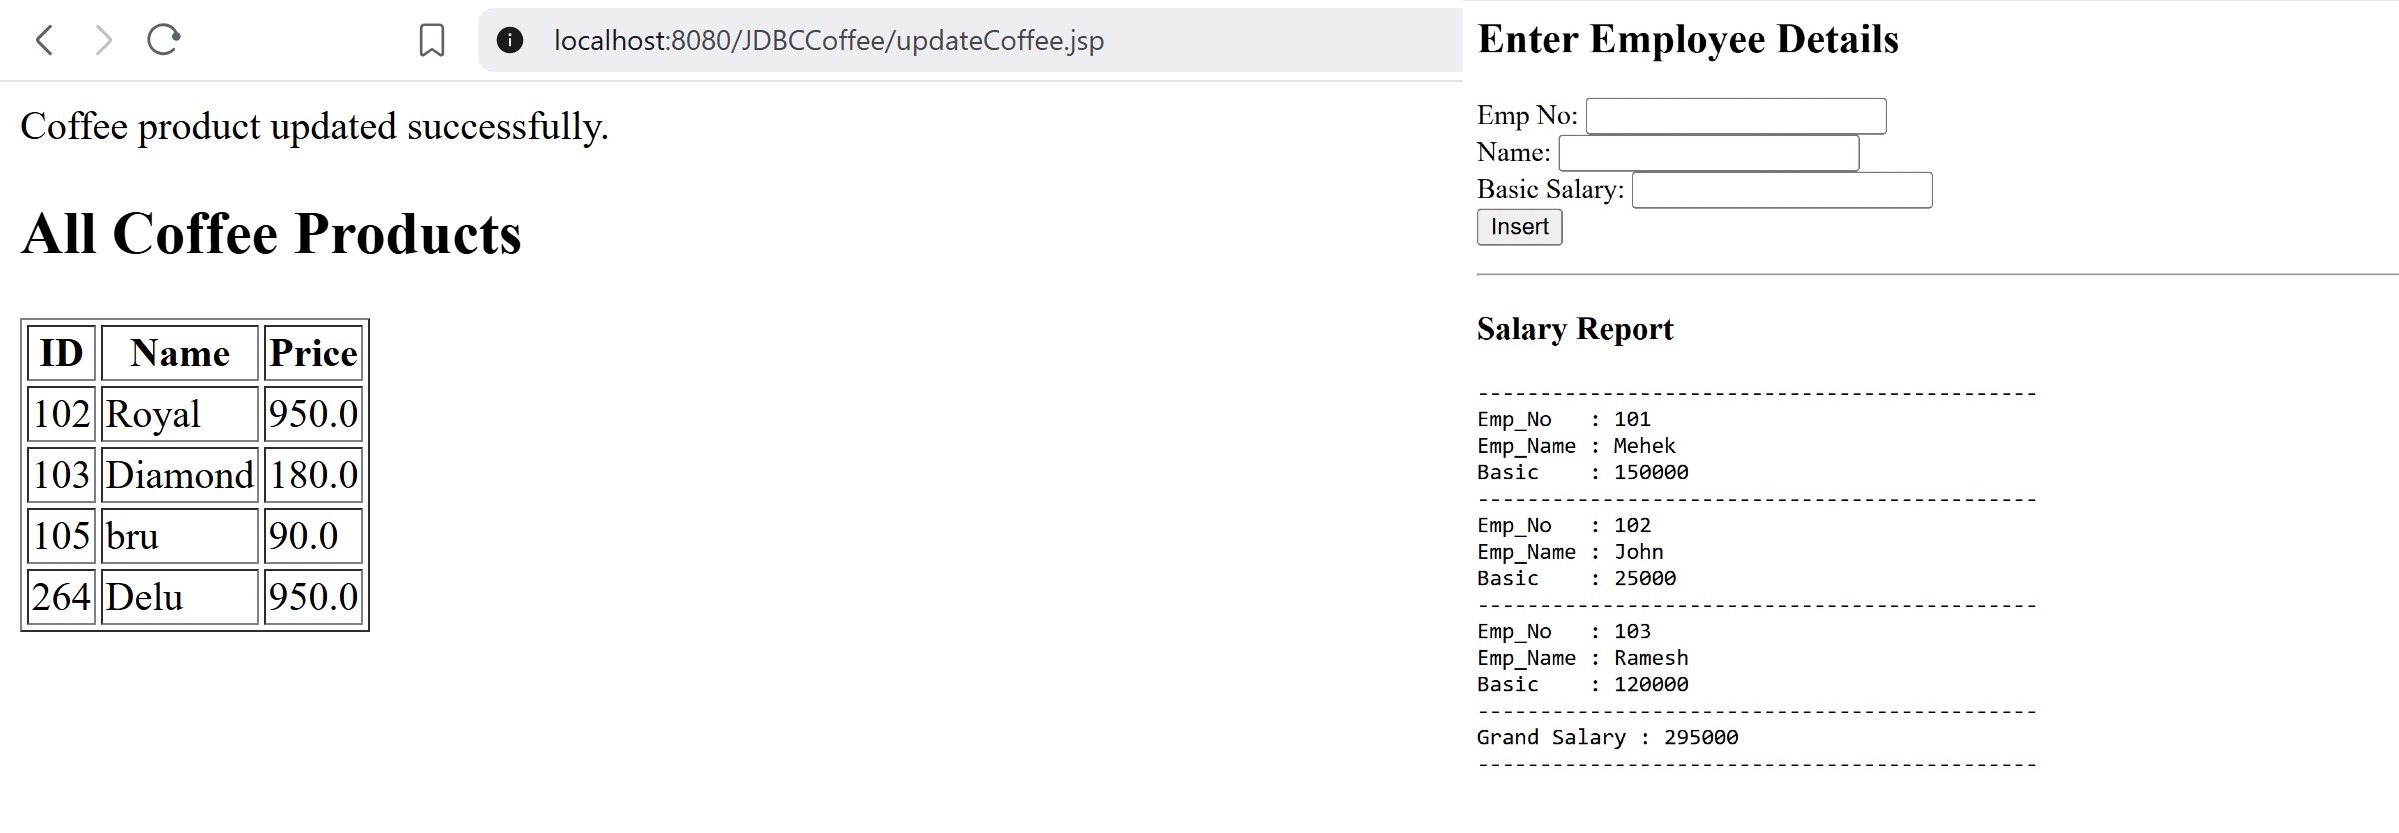 localhost:8080/JDBCCoffee/updateCoffee.jsp
Coffee product updated successfully.
All Coffee Products
ID Name Price
102 Royal 950.0
103 Diamond 180.0
105 bru 90.0
264 Delu 950.0
Enter Employee Details
Emp No:
Name:
Basic Salary:
Insert
Salary Report
---------------------------------------------
Emp_No   : 101
Emp_Name : Mehek
Basic    : 150000
---------------------------------------------
Emp_No   : 102
Emp_Name : John
Basic    : 25000
---------------------------------------------
Emp_No   : 103
Emp_Name : Ramesh
Basic    : 120000
---------------------------------------------
Grand Salary : 295000
---------------------------------------------